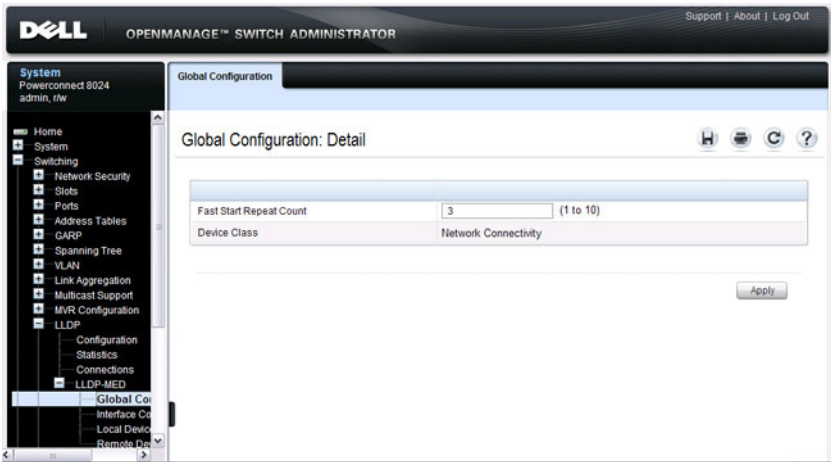 Support | About | Log Out
DELL OPENMANAGE™ SWITCH ADMINISTRATOR
System
Powerconnect 8024
admin, r/w
Global Configuration
Home
System
Switching
Network Security
Slots
Ports
Address Tables
GARP
Spanning Tree
VLAN
Link Aggregation
Multicast Support
MVR Configuration
LLDP
Configuration
Statistics
Connections
LLDP-MED
Global Co
Interface Co
Local Devic
Remote De
Global Configuration: Detail
?
Fast Start Repeat Count 3 (1 to 10)
Device Class Network Connectivity
Apply